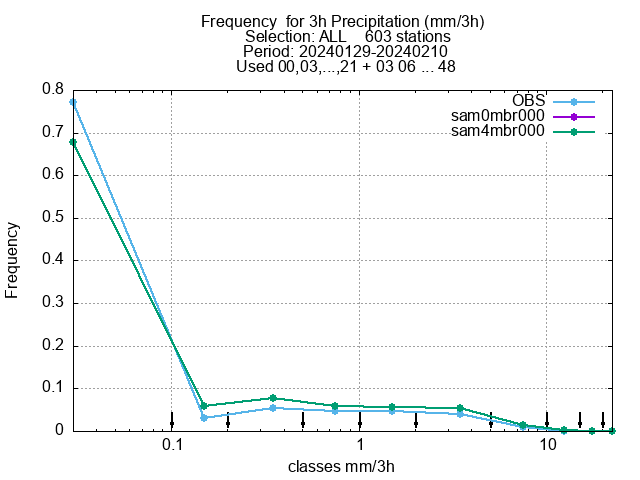 Frequency  for 3h Precipitation (mm/3h)
Selection: ALL    603 stations
Period: 20240129-20240210
Used 00,03,...,21 + 03 06 ... 48
OBS
sam0mbr000
sam4mbr000
Frequency
0.8
0.7
0.6
0.5
0.4
0.3
0.2
0.1
0
0.1
1
10
classes mm/3h